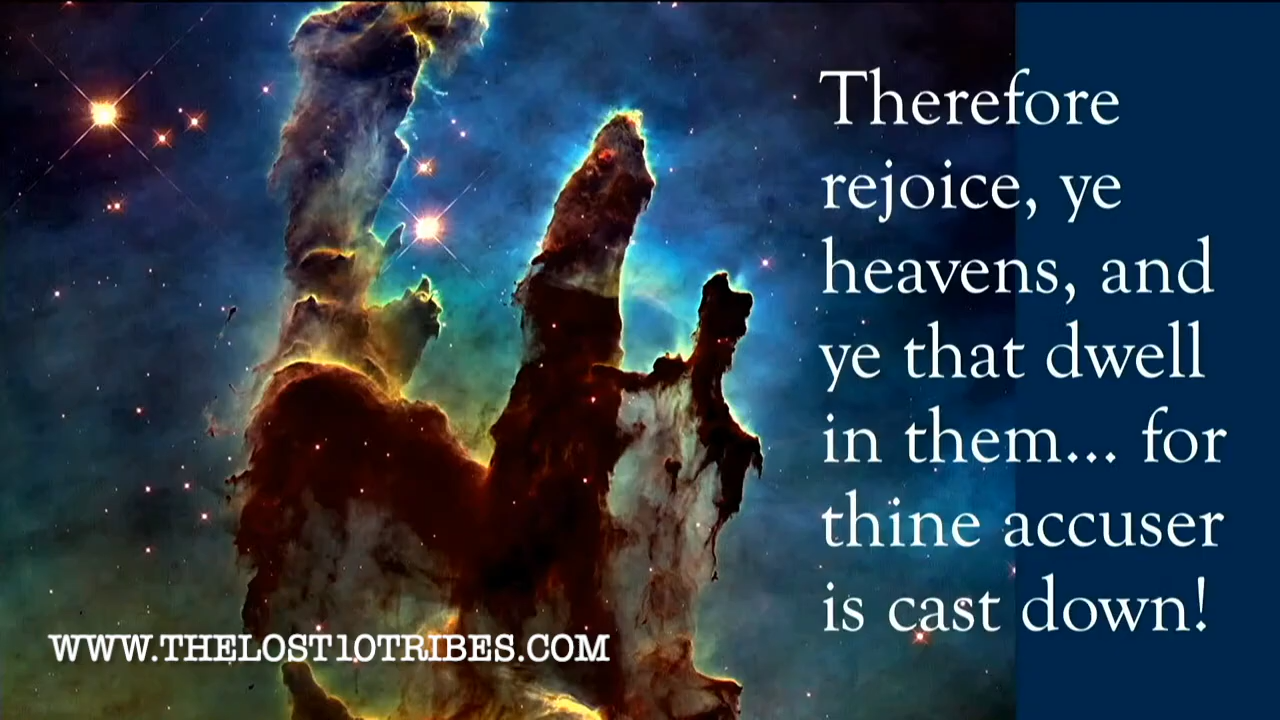 Therefore
rejoice, ye
heavens, and
ye that dwell
in them... for
thine accuser
is cast down!
WWW.THELOST10TRIBES.COM